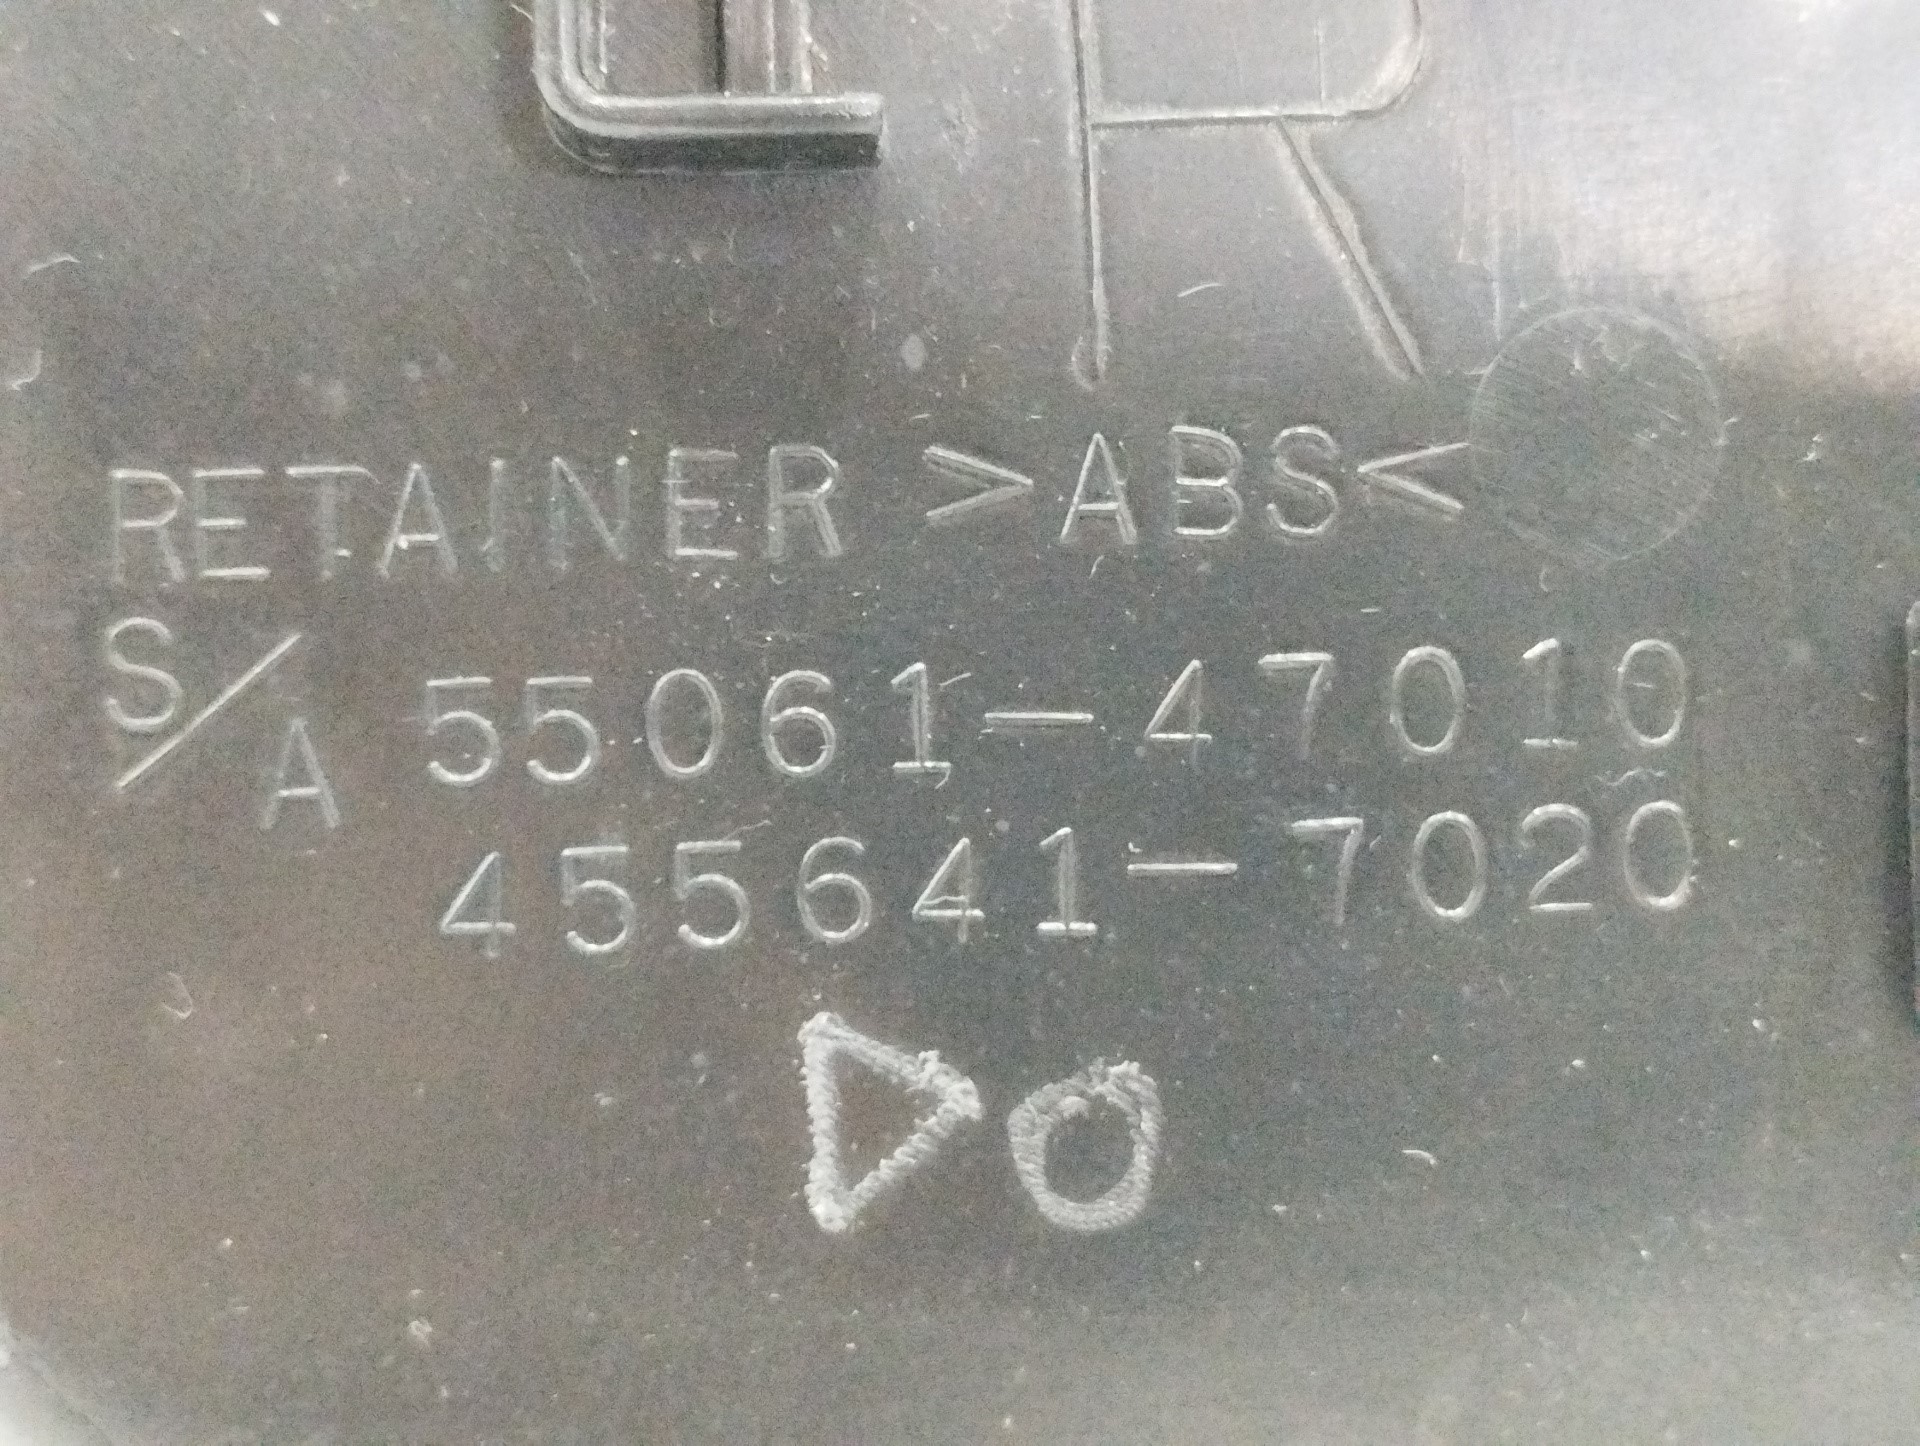 R
RETAINER >ABS<
S/A 55061-47010
455641-7020